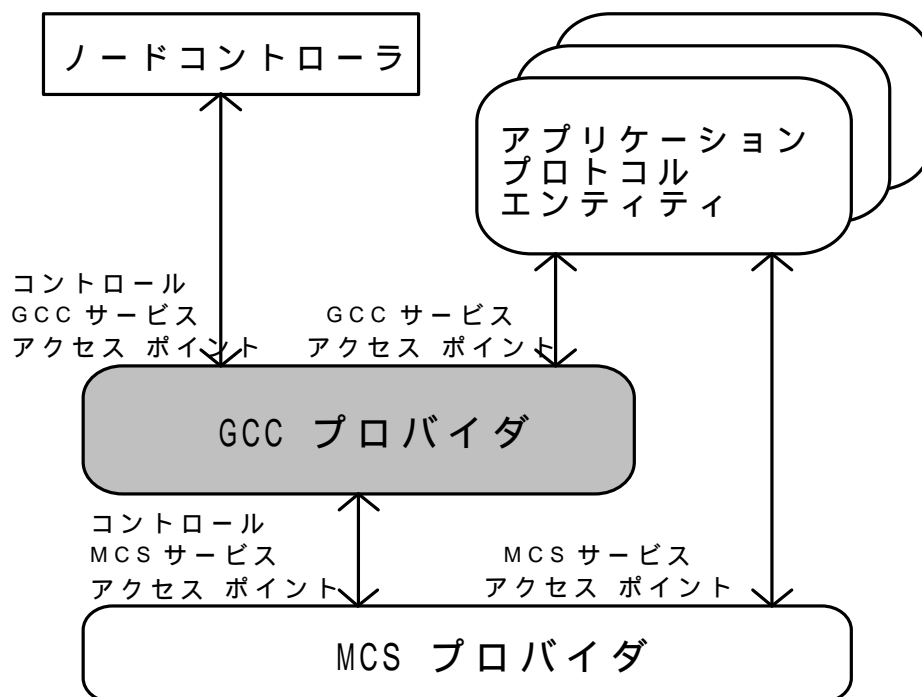 ノードコントローラ
アプリケーション
プロトコル
エンティティ
コントロール
GCC サービス
アクセス ポイント
GCC サービス
アクセス ポイント
GCC プロバイダ
コントロール
MCS サービス
アクセス ポイント
MCS サービス
アクセス ポイント
MCS プロバイダ